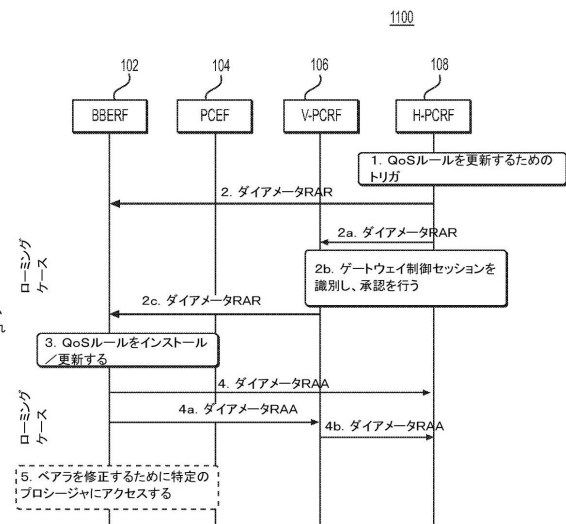 1100
102
104
106
108
BBERF
PCEF
V-PCRF
H-PCRF
1. QoSルールを更新するための
トリガ
2. ダイアメータRAR
2a. ダイアメータRAR
ローミング
ケース
2b. ゲートウェイ制御セッションを
識別し、承認を行う
2c. ダイアメータRAR
3. QoSルールをインストール
/更新する
4. ダイアメータRAA
ローミング
ケース
4a. ダイアメータRAA
4b. ダイアメータRAA
5. ベアラを修正するために特定の
プロシージャにアクセスする